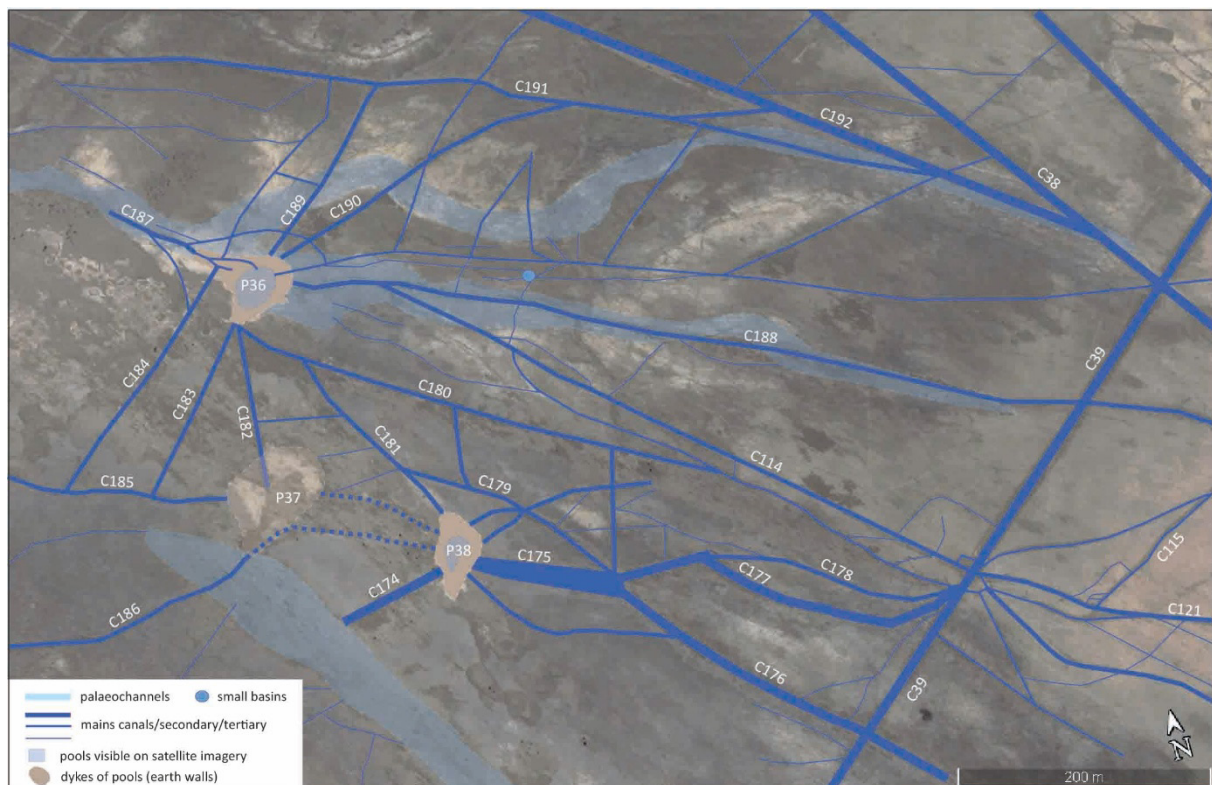 C191
C192
C38
C189
C190
C187
P36
C39
C188
C184
C183
C182
C180
C181
C114
C185
P37
C179
C115
P38
C175
C178
C177
C174
C121
C186
C176
C39
palaeochannels
small basins
mains canals/secondary/tertiary
pools visible on satellite imagery
dykes of pools (earth walls)
N
200 m